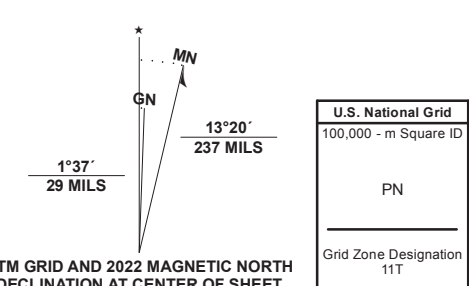 ★
MN
GN
13°20´
237 MILS
1°37´
29 MILS
TM GRID AND 2022 MAGNETIC NORTH
DECLINATION AT CENTER OF SHEET
U.S. National Grid
100,000 - m Square ID
PN
Grid Zone Designation
11T